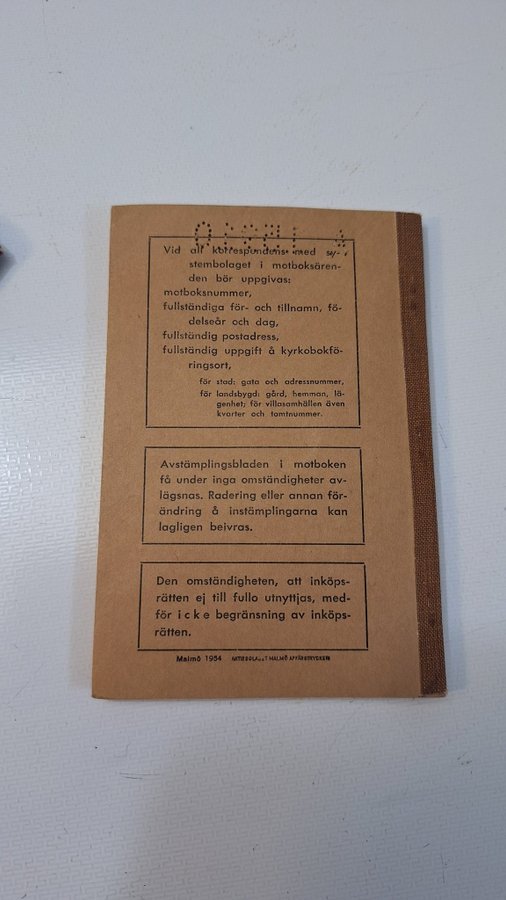 Vid all korrespondens med sy-
stembolaget i motboksären-
den bör uppgivas:
motboksnummer,
fullständiga för- och tillnamn, fö-
delseår och dag,
fullständig postadress,
fullständig uppgift å kyrkobokfö-
ringsort,
för stad: gata och adressnummer,
för landsbygd: gård, hemman, lä-
genhet; för villasamhällen även
kvarter och tomtnummer.
Avstämplingsbladen i motboken
få under inga omständigheter av-
lägsnas. Radering eller annan för-
ändring å instämplingarna kan
lagligen beivras.
Den omständigheten, att inköps-
rätten ej till fullo utnyttjas, med-
för icke begränsning av inköps-
rätten.
Malmö 1954 AKTIEBOLAGET MALMÖ AFFÄRSTRYCKERI